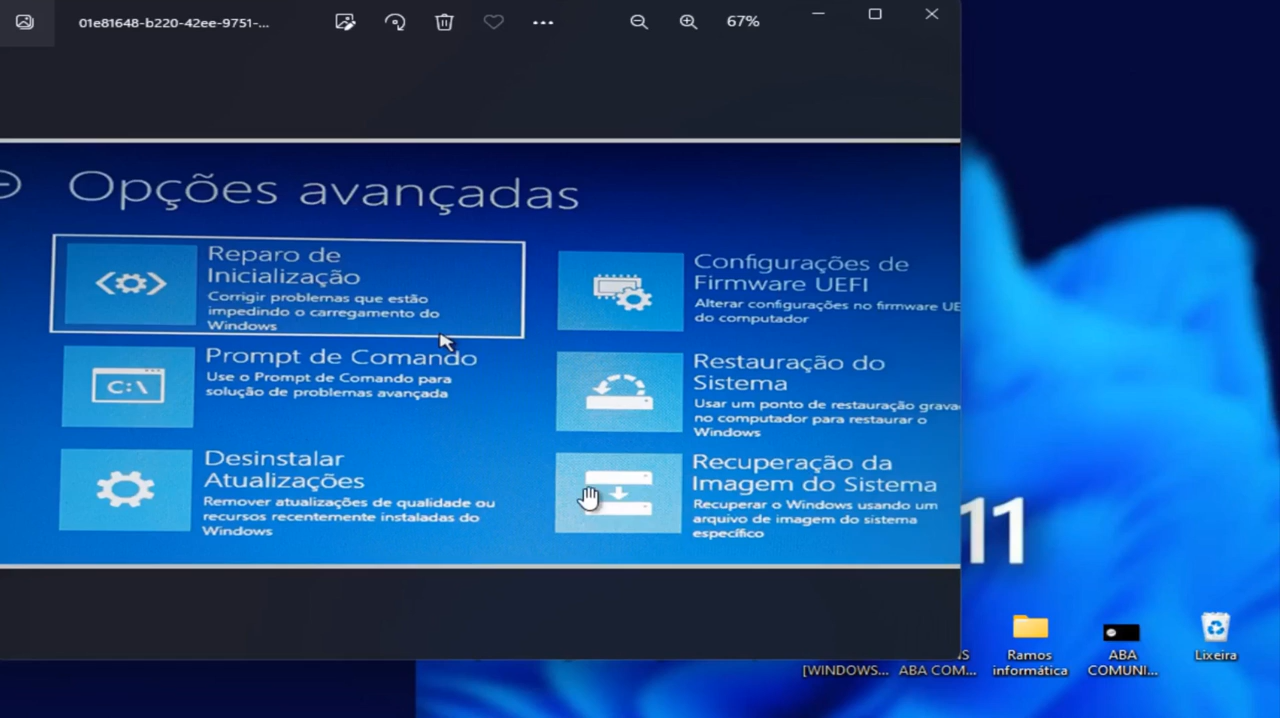 01e81648-b220-42ee-9751-...
67%
Opções avançadas
Reparo de
Inicialização
Corrigir problemas que estão
impedindo o carregamento do
Windows
Prompt de Comando
Use o Prompt de Comando para
solução de problemas avançada
C:\
Desinstalar
Atualizações
Remover atualizações de qualidade ou
recursos recentemente instaladas do
Windows
Configurações de
Firmware UEFI
Alterar configurações no firmware UE
do computador
Restauração do
Sistema
Usar um ponto de restauração grava
no computador para restaurar o
Windows
Recuperação da
Imagem do Sistema
Recuperar o Windows usando um
arquivo de imagem do sistema
específico
11
[WINDOWS...
ABA COM...
Ramos
informática
ABA
COMUNI...
Lixeira